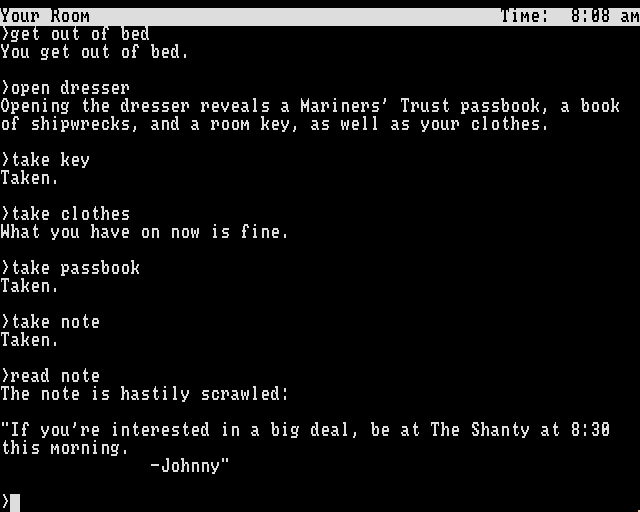 Your Room Time: 8:08 am
>get out of bed
You get out of bed.
>open dresser
Opening the dresser reveals a Mariners' Trust passbook, a book
of shipwrecks, and a room key, as well as your clothes.
>take key
Taken.
>take clothes
What you have on now is fine.
>take passbook
Taken.
>take note
Taken.
>read note
The note is hastily scrawled:
"If you're interested in a big deal, be at The Shanty at 8:30
this morning.
-Johnny"
>